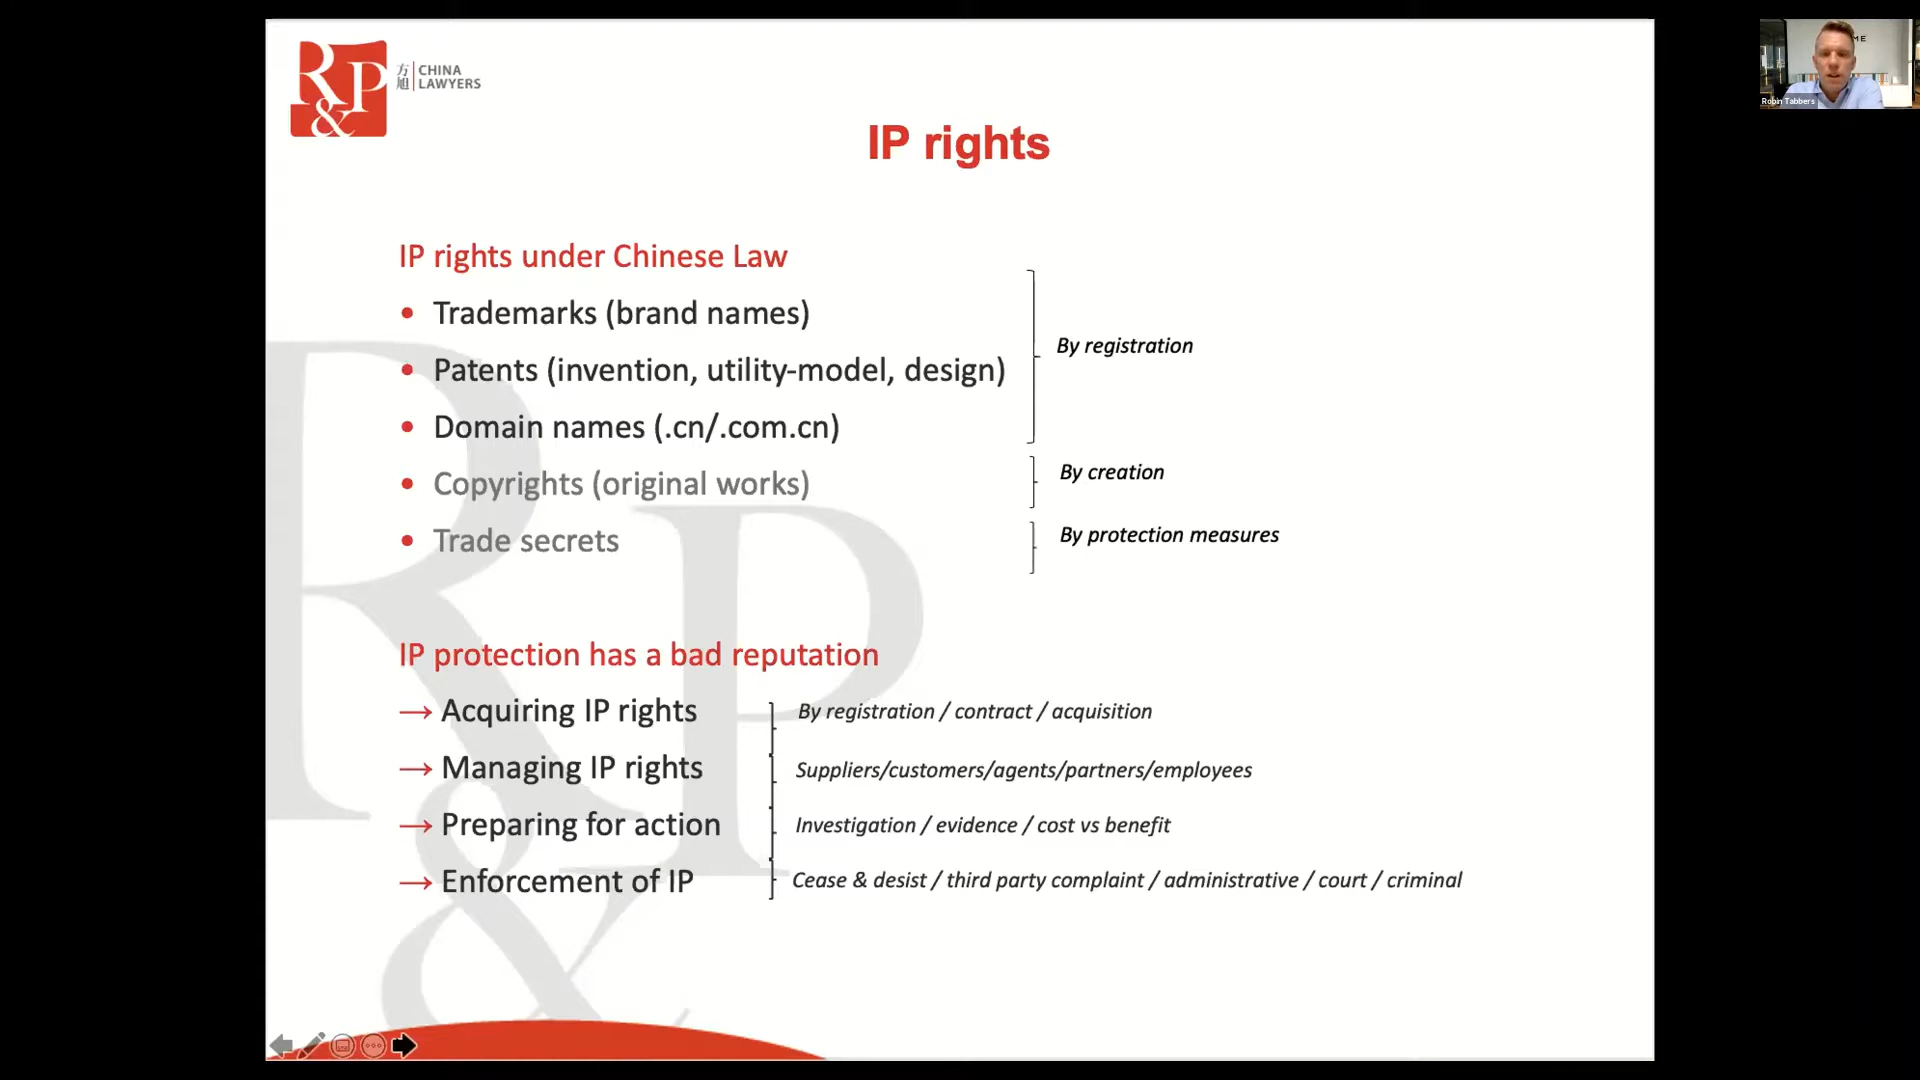 R&P
方旭
CHINA
LAWYERS
ME
Robin Tabbers
IP rights
IP rights under Chinese Law
• Trademarks (brand names)
• Patents (invention, utility-model, design)
• Domain names (.cn/.com.cn)
By registration
• Copyrights (original works)
By creation
• Trade secrets
By protection measures
IP protection has a bad reputation
→ Acquiring IP rights By registration / contract / acquisition
→ Managing IP rights Suppliers/customers/agents/partners/employees
→ Preparing for action Investigation / evidence / cost vs benefit
→ Enforcement of IP Cease & desist / third party complaint / administrative / court / criminal
R&P